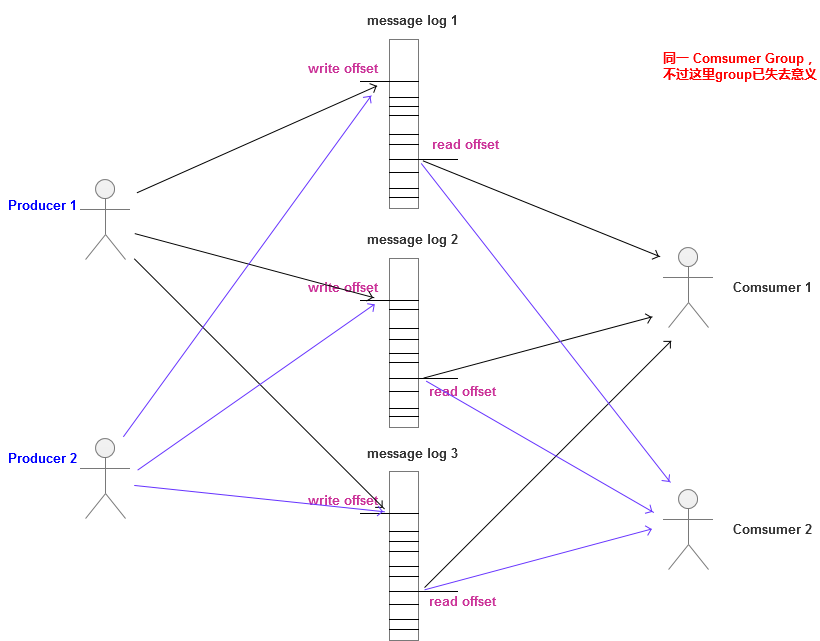 message log 1
同一 Comsumer Group，
不过这里group已失去意义
write offset
read offset
Producer 1
message log 2
write offset
Comsumer 1
read offset
message log 3
Producer 2
write offset
Comsumer 2
read offset